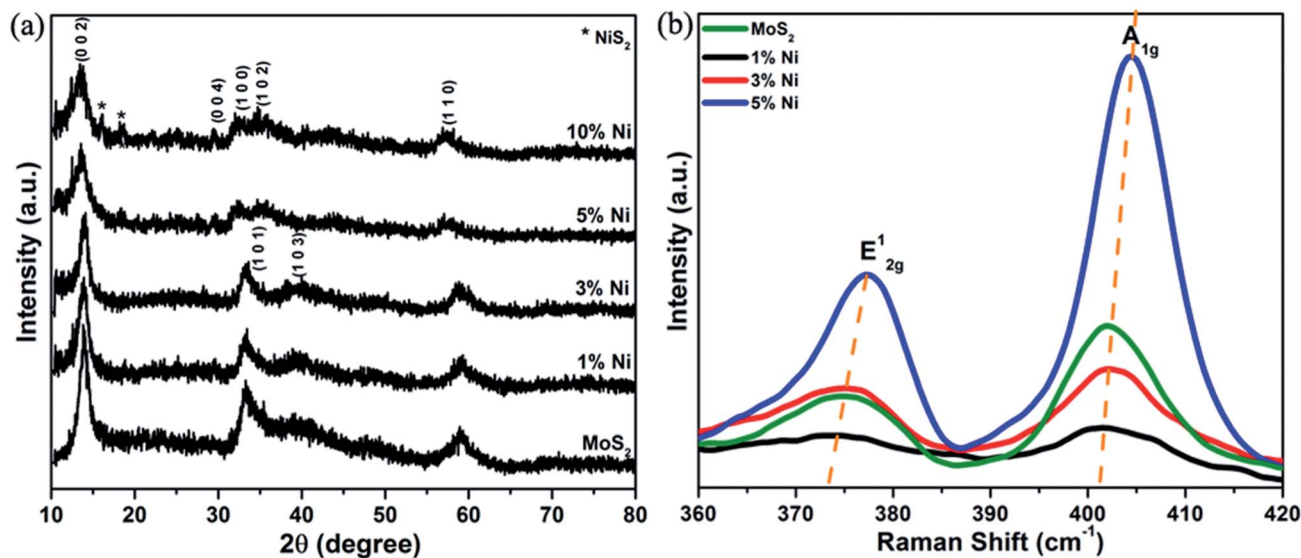 (a)
* NiS₂
(0 0 2)
*
*
(0 0 4)
(1 0 0)
(1 0 2)
(1 1 0)
10% Ni
5% Ni
(1 0 1)
(1 0 3)
3% Ni
1% Ni
MoS₂
Intensity (a.u.)
10 20 30 40 50 60 70 80
2θ (degree)
(b)
MoS₂
1% Ni
3% Ni
5% Ni
A₁g
E¹₂g
Intensity (a.u.)
360 370 380 390 400 410 420
Raman Shift (cm⁻¹)